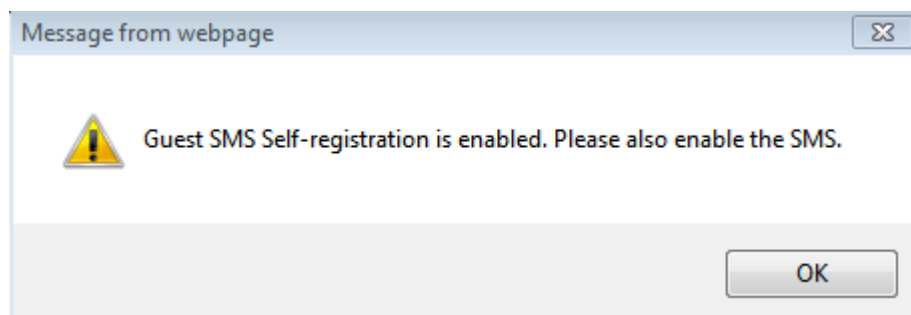 Message from webpage
Guest SMS Self-registration is enabled. Please also enable the SMS.
OK